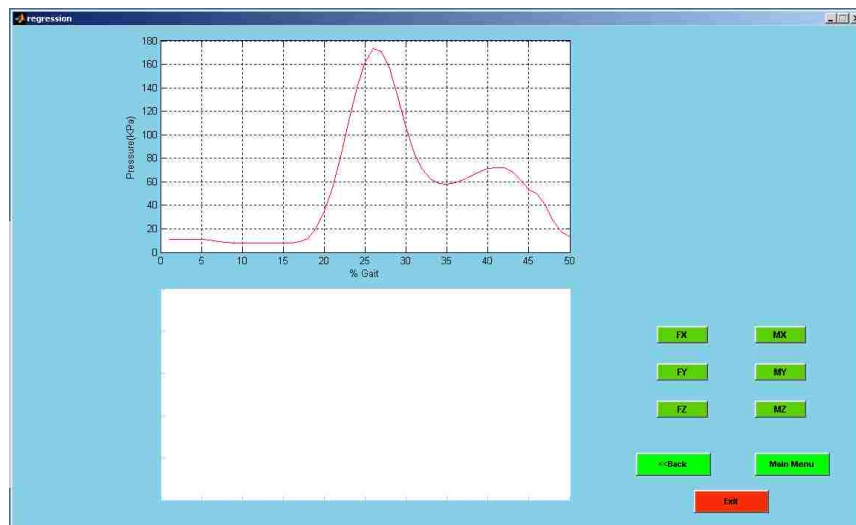 regression
180
160
140
120
100
80
60
40
20
0
Pressure(KPa)
0 5 10 15 20 25 30 35 40 45 50
% Gait
FX MX
FY MY
FZ MZ
<<Back Main Menu
Exit